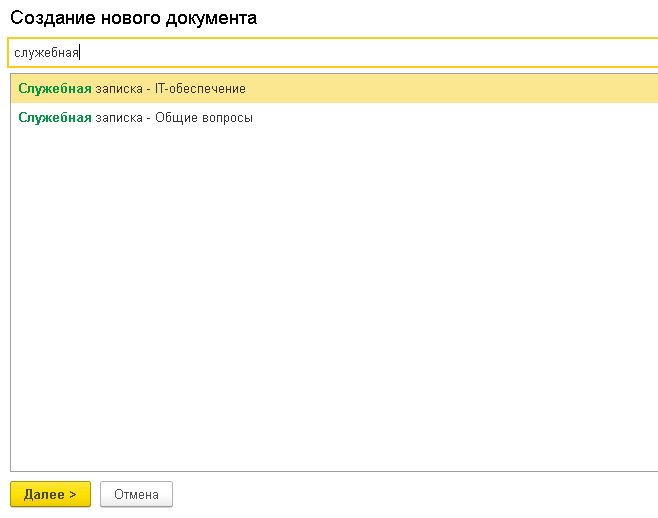 Создание нового документа
служебная
Служебная записка - IT-обеспечение
Служебная записка - Общие вопросы
Далее >
Отмена